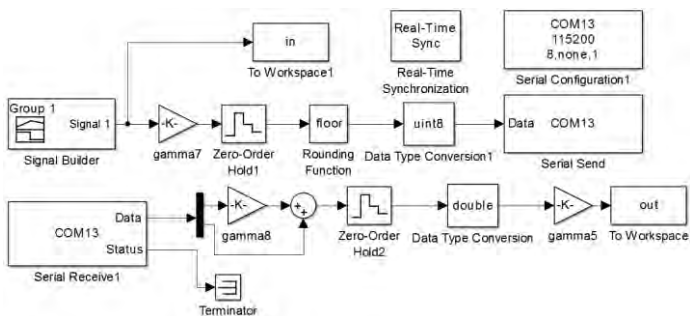 in
To Workspace1
Real-Time
Sync
Real-Time
Synchronization
COM13
115200
8,none,1
Serial Configuration1
Group 1
Signal 1
Signal Builder
-K-
gamma7
Zero-Order
Hold1
floor
Rounding
Function
uint8
Data Type Conversion1
Data
COM13
Serial Send
COM13
Data
Status
Serial Receive1
-K-
gamma8
+
+
Zero-Order
Hold2
double
Data Type Conversion
-K-
gamma5
out
To Workspace
Terminator